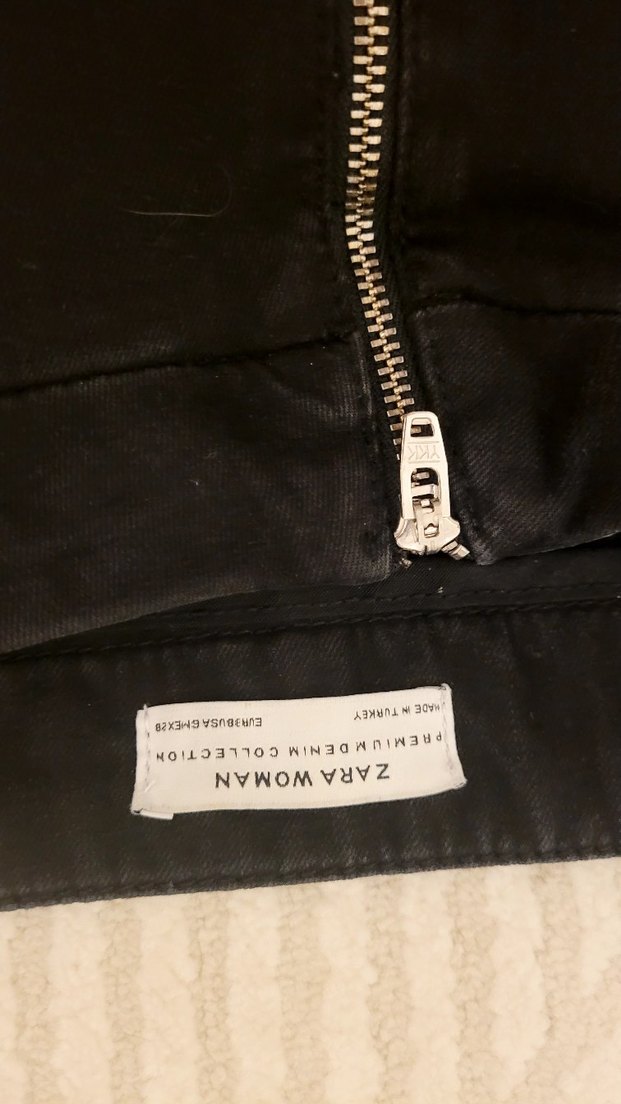 YKK
ZARA WOMAN
PREMIUM DENIM COLLECTION
MADE IN TURKEY
EUR38USA6MEX28